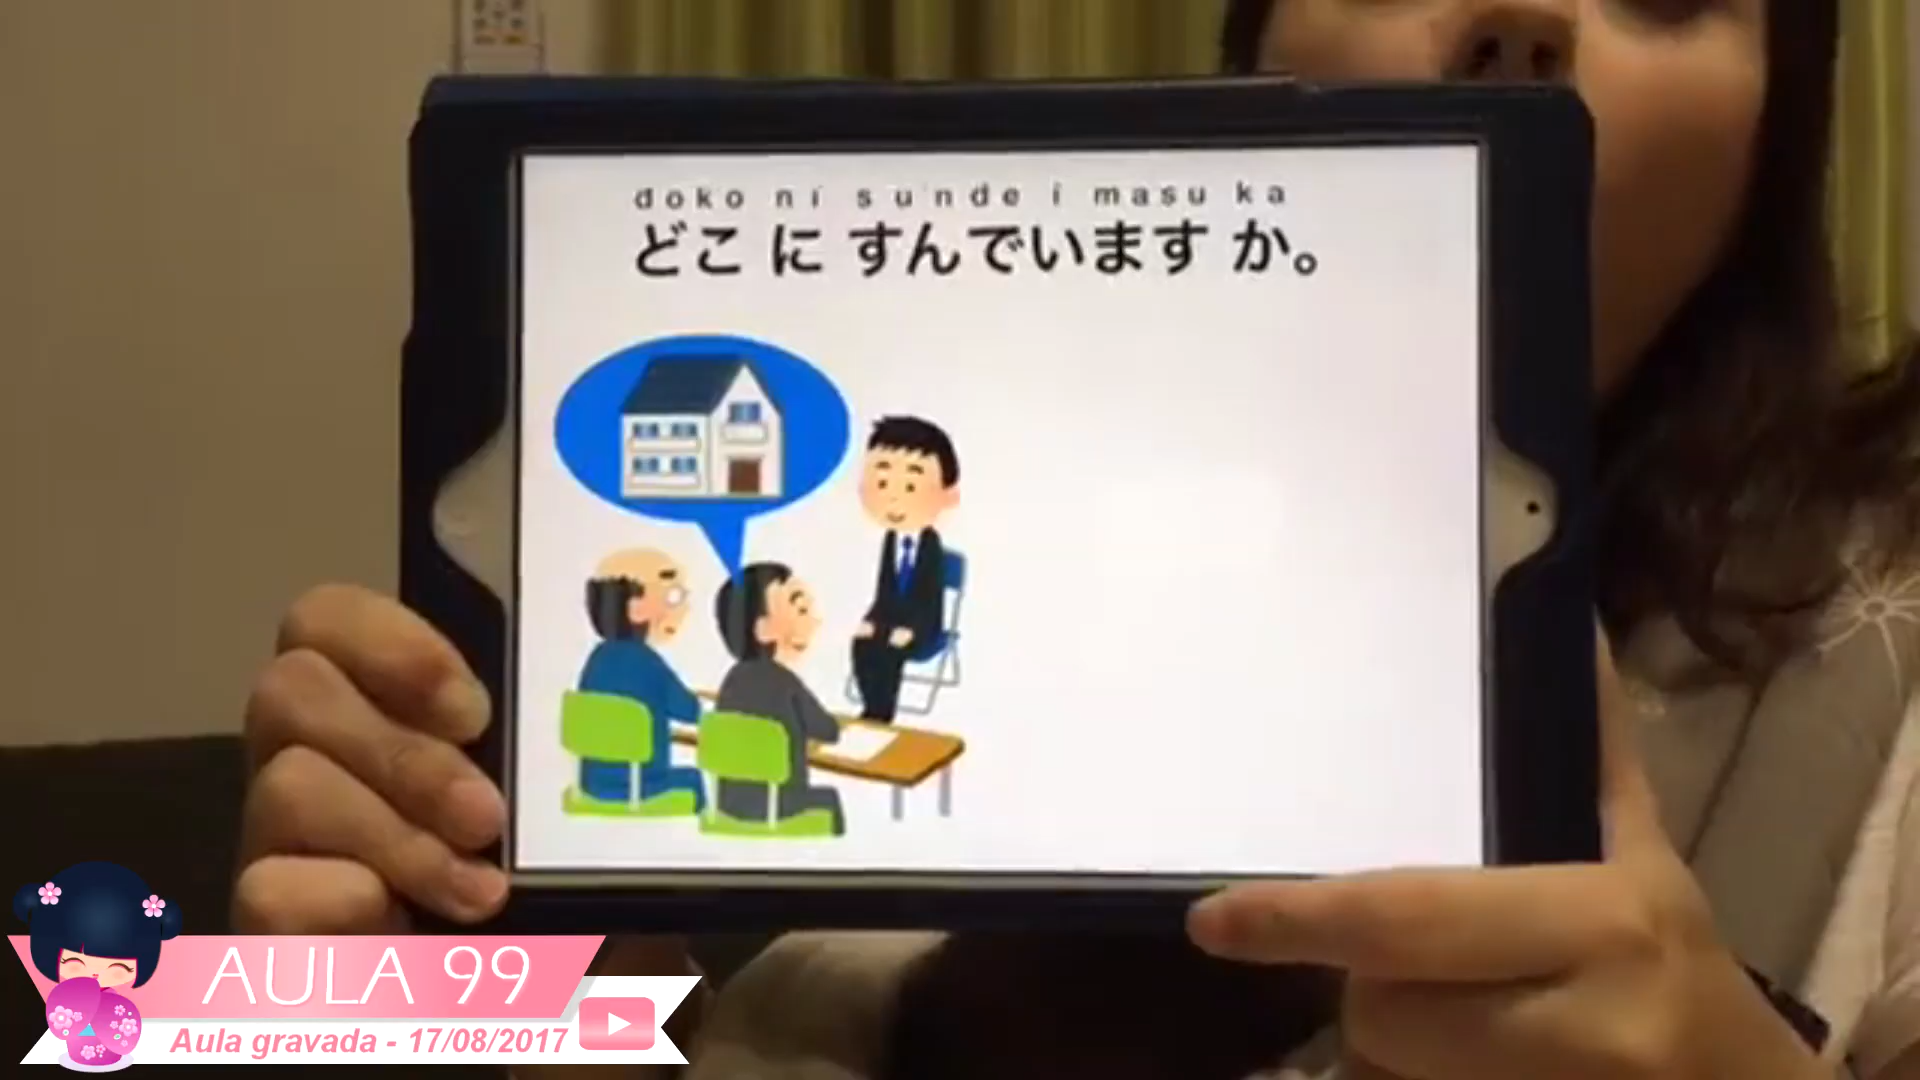 doko ni sunde i masu ka
どこ に すんでいます か。
AULA 99
Aula gravada - 17/08/2017